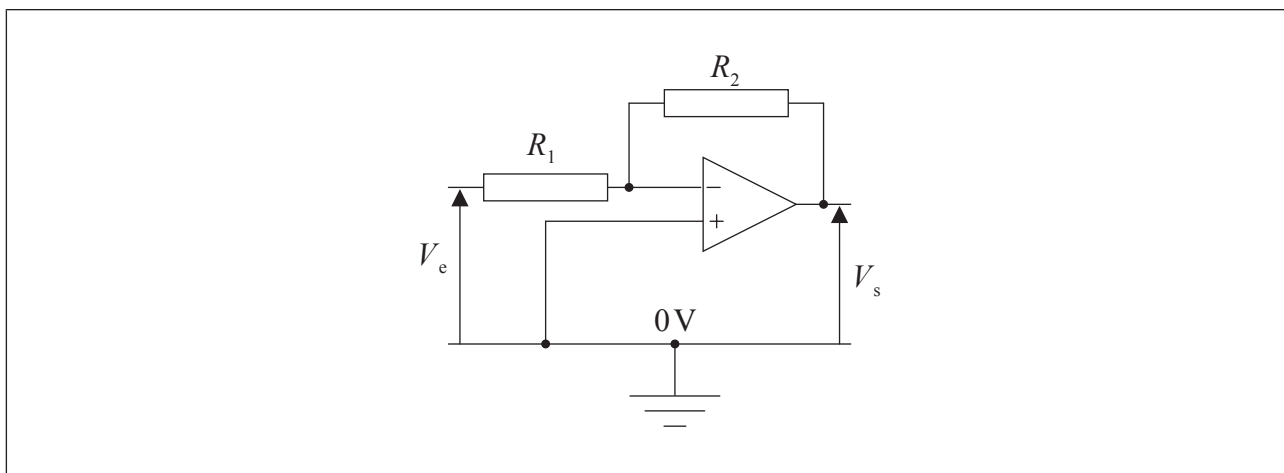 R₂
R₁
−
+
Vₑ
Vₛ
0 V